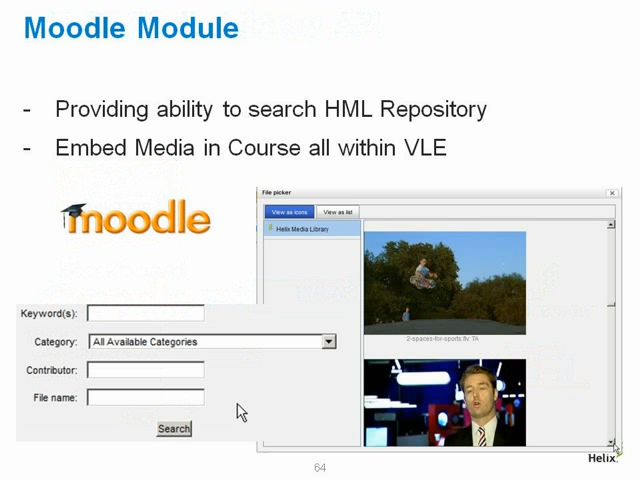 Moodle Module
- Providing ability to search HML Repository
- Embed Media in Course all within VLE
moodle
File picker
View as icons
View as list
Helix Media Library
2-spaces-for-sports.flv: TA
Keyword(s):
Category: All Available Categories
Contributor:
File name:
Search
Helix
64